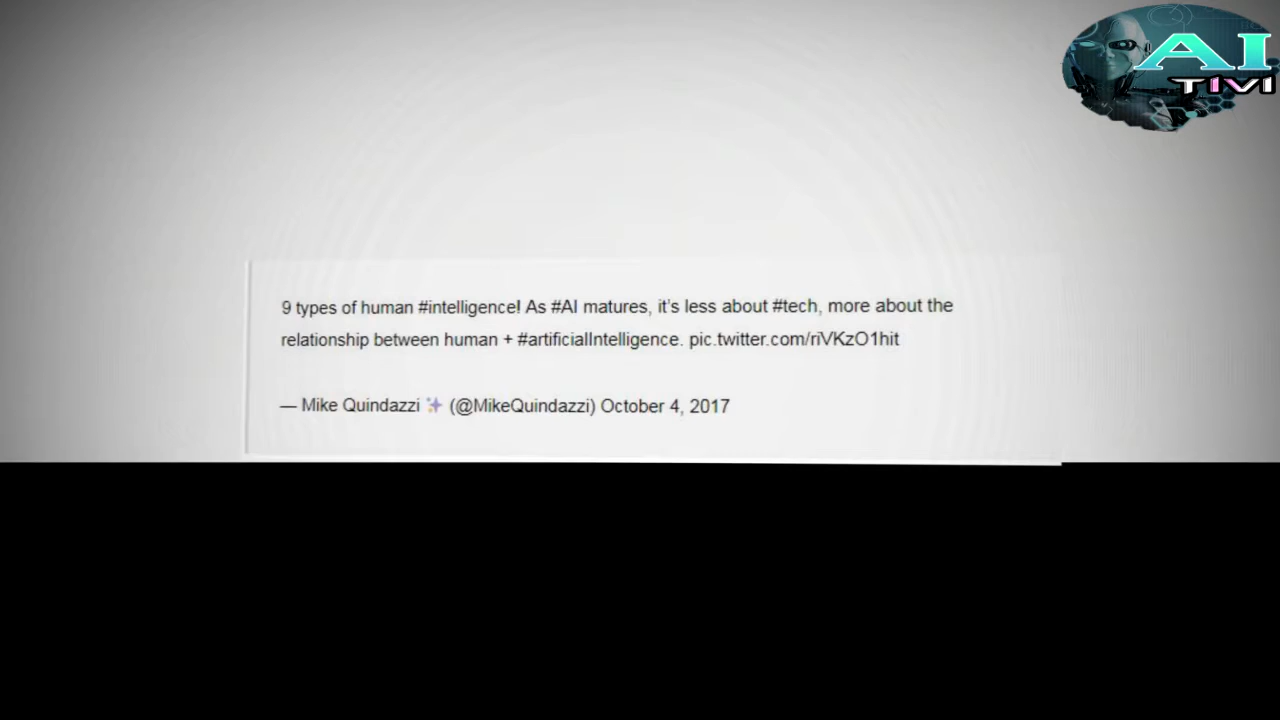 AI
TIVI
9 types of human #intelligence! As #AI matures, it's less about #tech, more about the
relationship between human + #artificialIntelligence. pic.twitter.com/riVKzO1hit
— Mike Quindazzi ✨ (@MikeQuindazzi) October 4, 2017